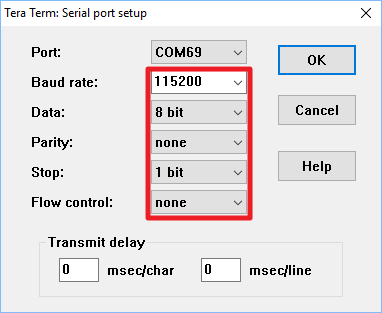 Tera Term: Serial port setup
Port: COM69 OK
Baud rate: 115200
Data: 8 bit Cancel
Parity: none
Stop: 1 bit Help
Flow control: none
Transmit delay
0 msec/char 0 msec/line